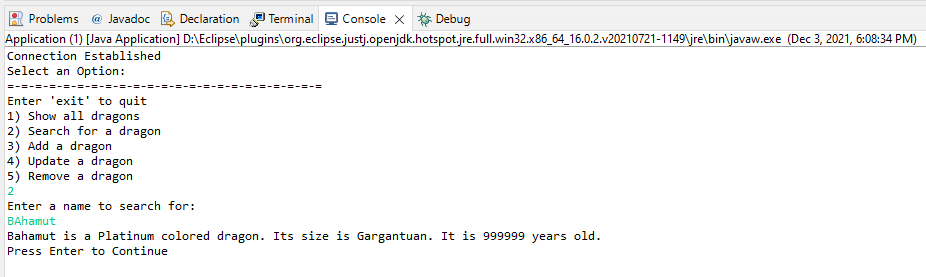 Problems @ Javadoc Declaration Terminal Console Debug
Application (1) [Java Application] D:\Eclipse\plugins\org.eclipse.justj.openjdk.hotspot.jre.full.win32.x86_64_16.0.2.v20210721-1149\jre\bin\javaw.exe (Dec 3, 2021, 6:08:34 PM)
Connection Established
Select an Option:
=-=-=-=-=-=-=-=-=-=-=-=-=-=-=-=-=-=-=-=-=-=-=
Enter 'exit' to quit
1) Show all dragons
2) Search for a dragon
3) Add a dragon
4) Update a dragon
5) Remove a dragon
2
Enter a name to search for:
BAhamut
Bahamut is a Platinum colored dragon. Its size is Gargantuan. It is 999999 years old.
Press Enter to Continue